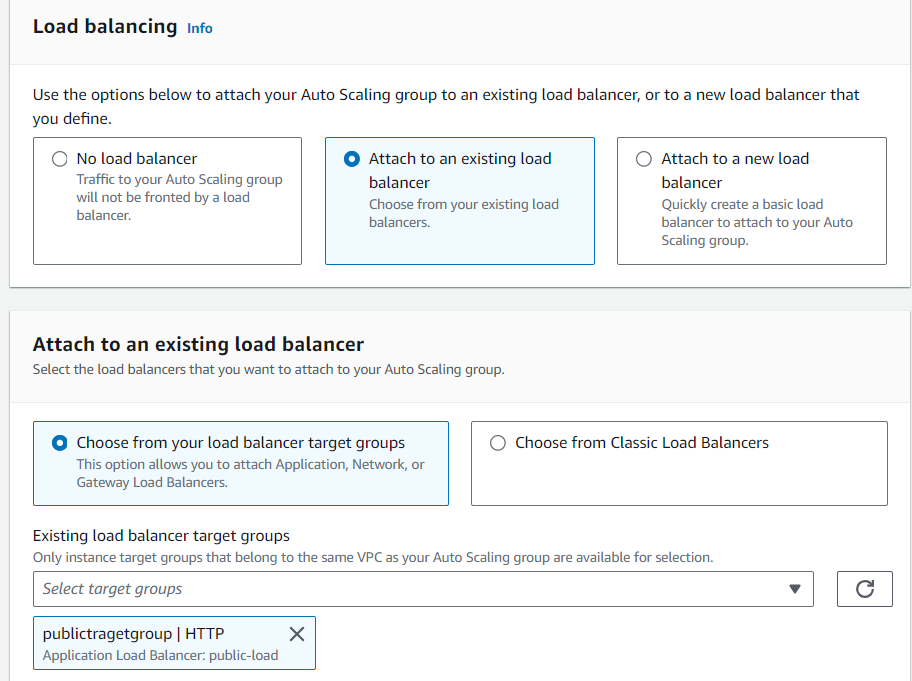 Load balancing Info
Use the options below to attach your Auto Scaling group to an existing load balancer, or to a new load balancer that
you define.
No load balancer
Traffic to your Auto Scaling group
will not be fronted by a load
balancer.
Attach to an existing load
balancer
Choose from your existing load
balancers.
Attach to a new load
balancer
Quickly create a basic load
balancer to attach to your Auto
Scaling group.
Attach to an existing load balancer
Select the load balancers that you want to attach to your Auto Scaling group.
Choose from your load balancer target groups
This option allows you to attach Application, Network, or
Gateway Load Balancers.
Choose from Classic Load Balancers
Existing load balancer target groups
Only instance target groups that belong to the same VPC as your Auto Scaling group are available for selection.
Select target groups
publictragetgroup | HTTP
Application Load Balancer: public-load